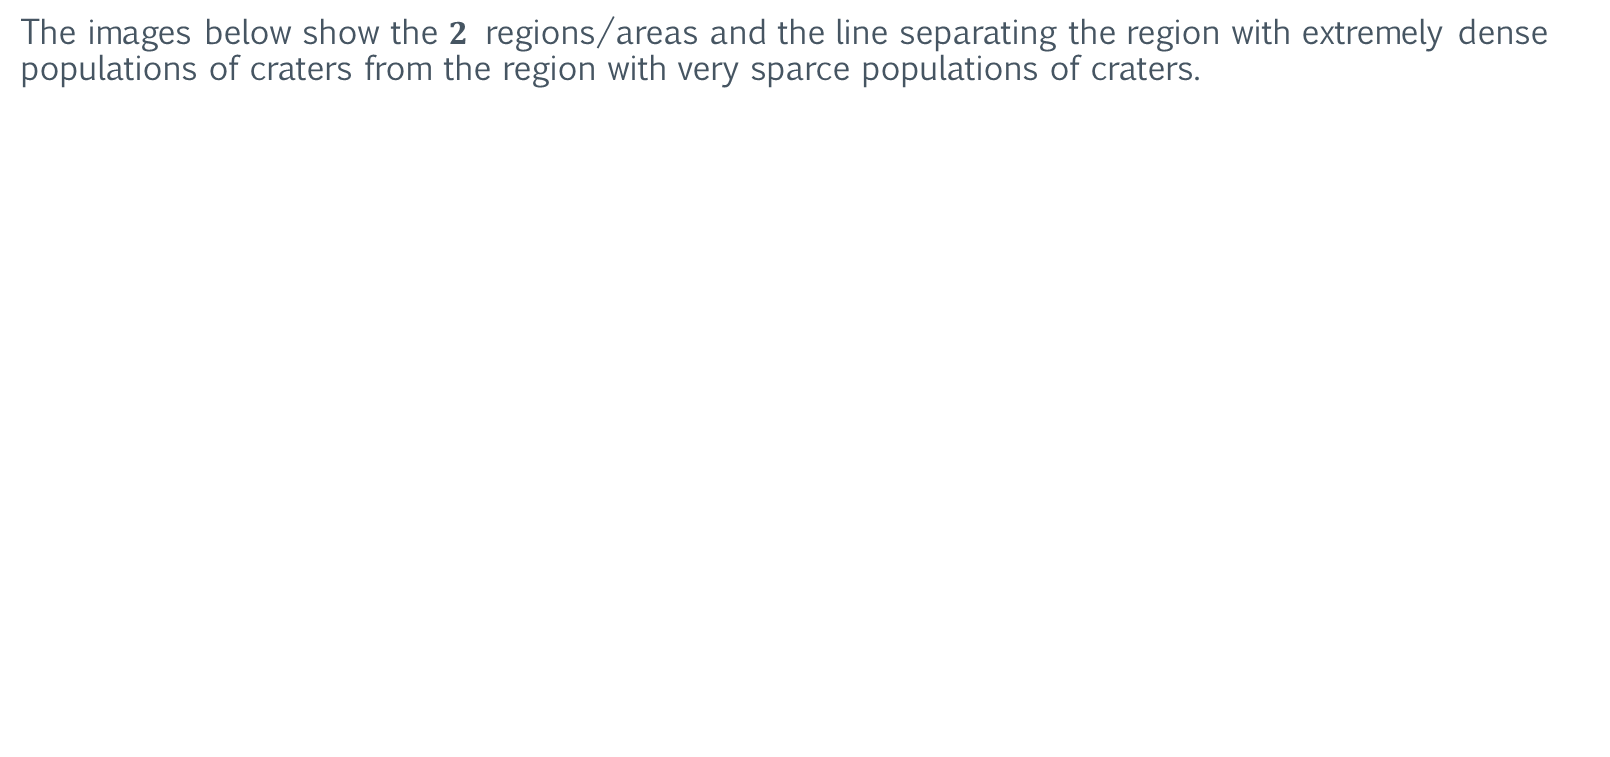 The images below show the 2 regions/areas and the line separating the region with extremely dense
populations of craters from the region with very sparce populations of craters.